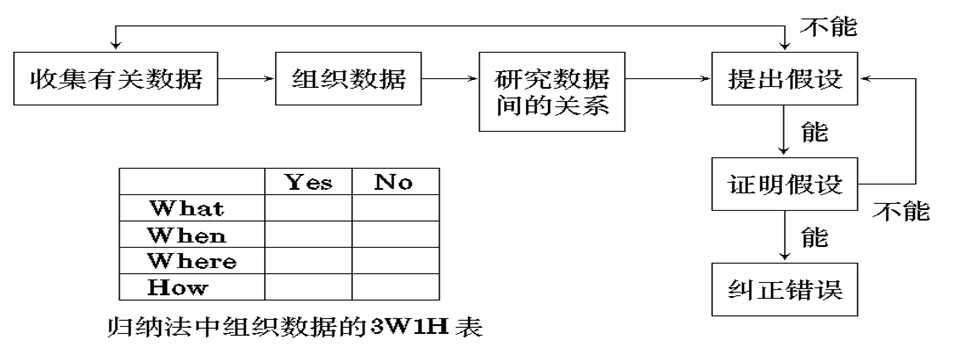 不能
收集有关数据
组织数据
研究数据
间的关系
提出假设
能
证明假设
不能
能
纠正错误
Yes No
What
When
Where
How
归纳法中组织数据的3W1H表